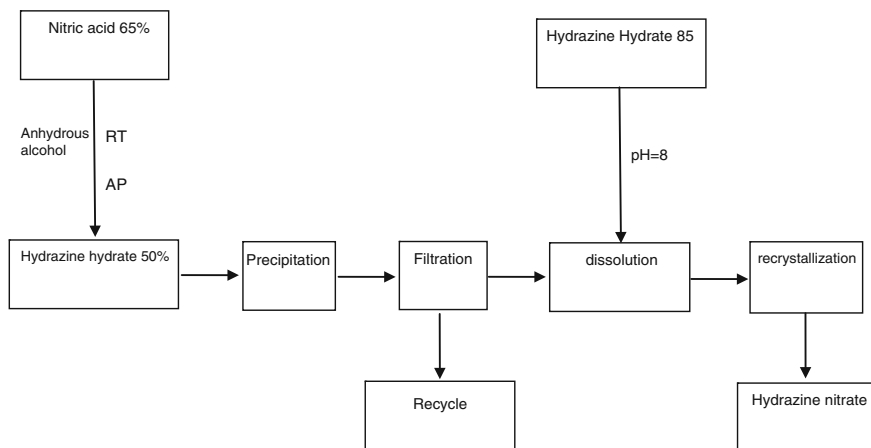 Nitric acid 65%
Hydrazine Hydrate 85
Anhydrous
alcohol
RT
AP
pH=8
Hydrazine hydrate 50%
Precipitation
Filtration
dissolution
recrystallization
Recycle
Hydrazine nitrate